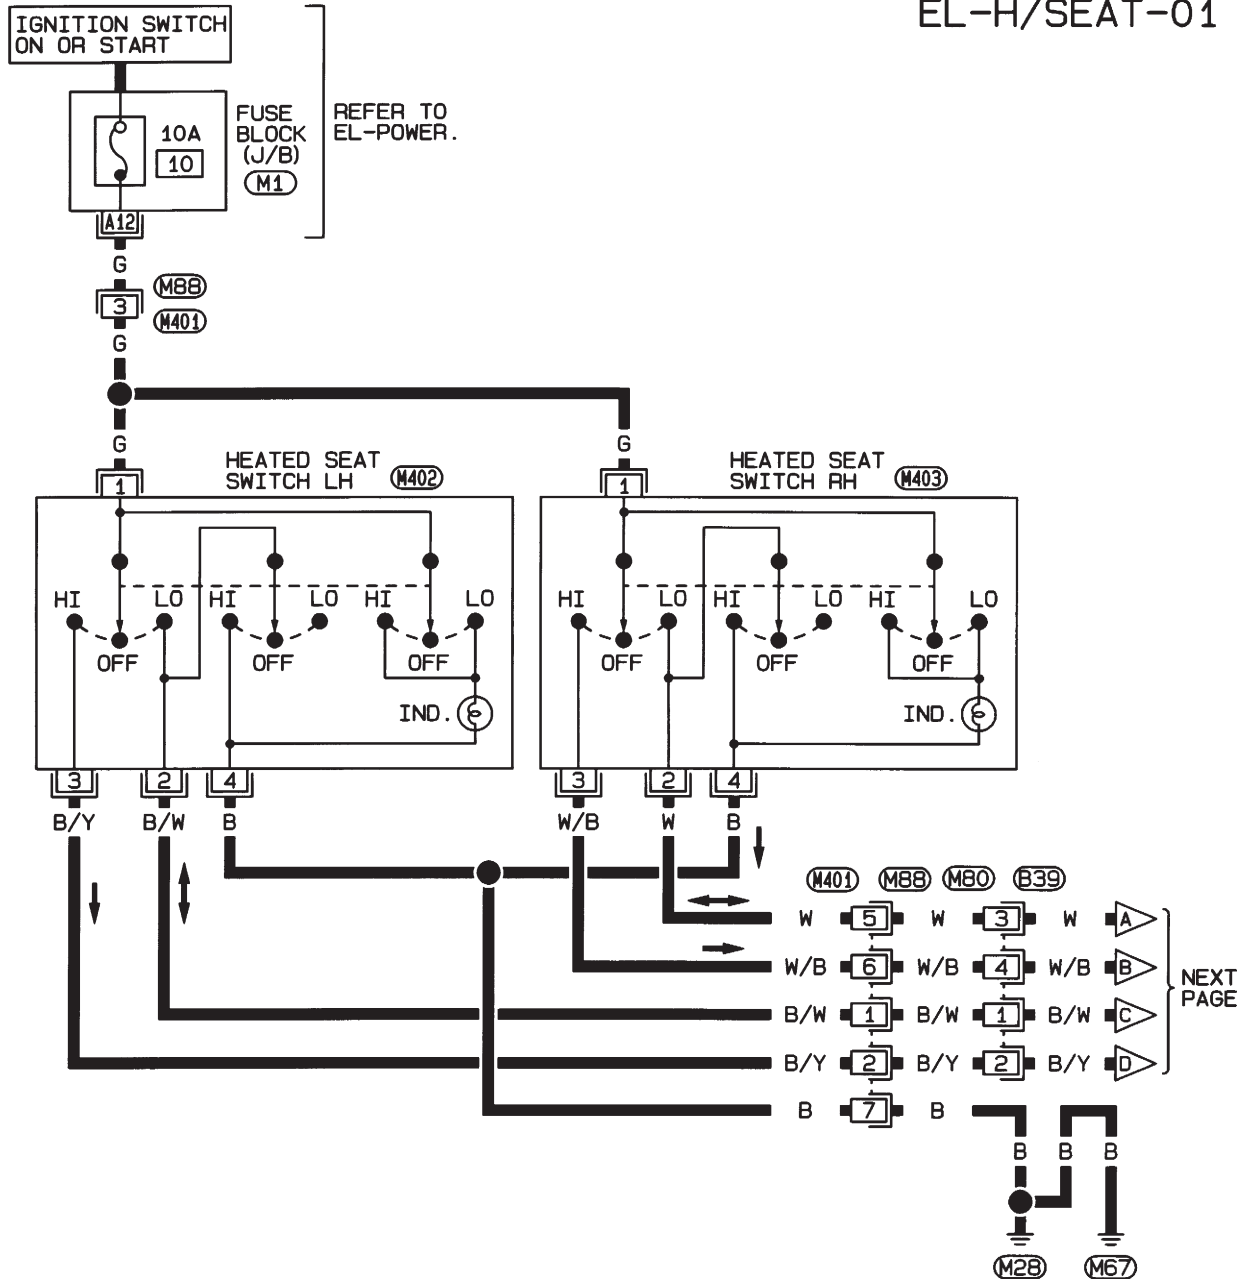 EL-H/SEAT-01
IGNITION SWITCH
ON OR START
10A
10
FUSE
BLOCK
(J/B)
M1
REFER TO
EL-POWER.
A12
G
3
M88
M401
G
G
G
HEATED SEAT
SWITCH LH
M402
1
HEATED SEAT
SWITCH RH
M403
1
HI LO HI LO HI LO
OFF OFF OFF
IND.
HI LO HI LO HI LO
OFF OFF OFF
IND.
3 2 4
3 2 4
B/Y B/W B
W/B W B
M401 M88 M80 B39
W 5 W 3 W A
W/B 6 W/B 4 W/B B
B/W 1 B/W 1 B/W C
B/Y 2 B/Y 2 B/Y D
NEXT
PAGE
B 7 B
B B B
M28 M67